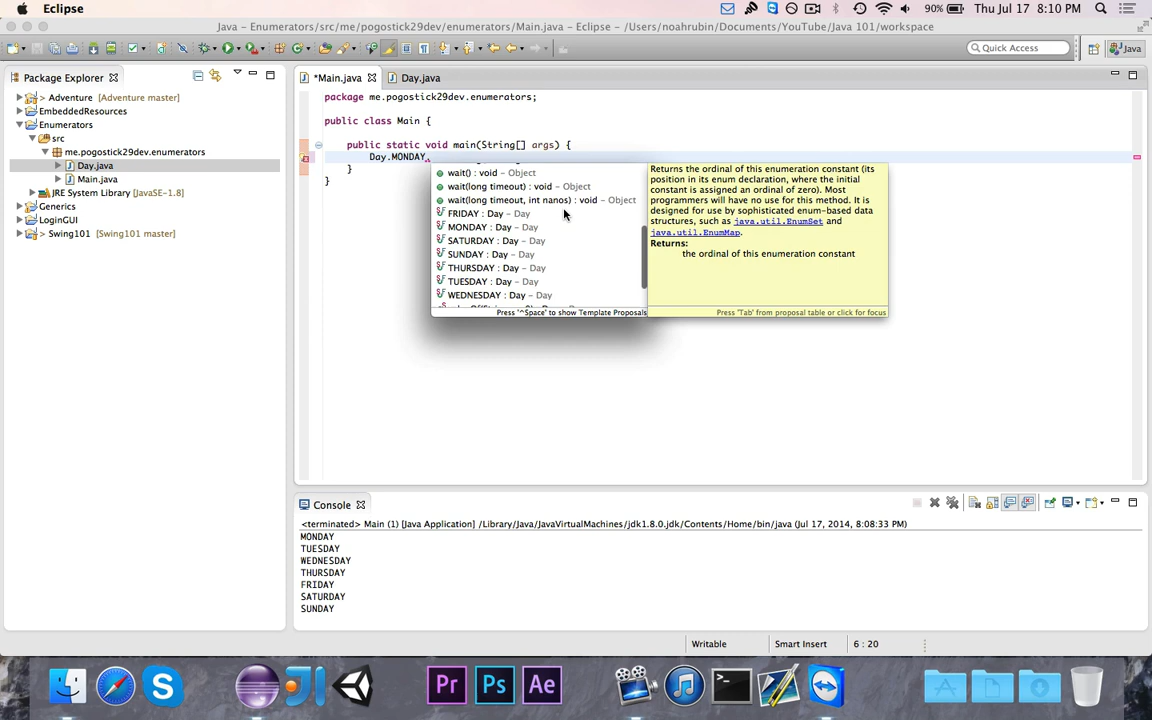 Eclipse
90%
Thu Jul 17 8:10 PM
Java - Enumerators/src/me/pogostick29dev/enumerators/Main.java - Eclipse - /Users/noahrubin/Documents/YouTube/Java 101/workspace
Quick Access
Java
Package Explorer
*Main.java
Day.java
> Adventure [Adventure master]
EmbeddedResources
Enumerators
src
me.pogostick29dev.enumerators
Day.java
Main.java
JRE System Library [JavaSE-1.8]
Generics
LoginGUI
> Swing101 [Swing101 master]
package me.pogostick29dev.enumerators;
public class Main {
public static void main(String[] args) {
Day.MONDAY.
}
}
wait() : void - Object
wait(long timeout) : void - Object
wait(long timeout, int nanos) : void - Object
FRIDAY : Day - Day
MONDAY : Day - Day
SATURDAY : Day - Day
SUNDAY : Day - Day
THURSDAY : Day - Day
TUESDAY : Day - Day
WEDNESDAY : Day - Day
Press '^Space' to show Template Proposals
Returns the ordinal of this enumeration constant (its
position in its enum declaration, where the initial
constant is assigned an ordinal of zero). Most
programmers will have no use for this method. It is
designed for use by sophisticated enum-based data
structures, such as java.util.EnumSet and
java.util.EnumMap.
Returns:
the ordinal of this enumeration constant
Press 'Tab' from proposal table or click for focus
Console
<terminated> Main (1) [Java Application] /Library/Java/JavaVirtualMachines/jdk1.8.0.jdk/Contents/Home/bin/java (Jul 17, 2014, 8:08:33 PM)
MONDAY
TUESDAY
WEDNESDAY
THURSDAY
FRIDAY
SATURDAY
SUNDAY
Writable
Smart Insert
6 : 20
Pr
Ps
Ae